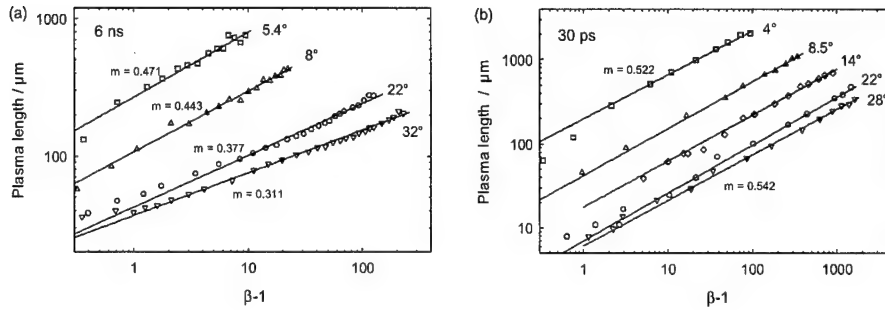 (a)
6 ns
5.4°
8°
22°
32°
m = 0.471
m = 0.443
m = 0.377
m = 0.311
1000
100
1
10
100
Plasma length / µm
β-1
(b)
30 ps
4°
8.5°
14°
22°
28°
m = 0.522
m = 0.542
1000
100
10
1
10
100
1000
Plasma length / µm
β-1